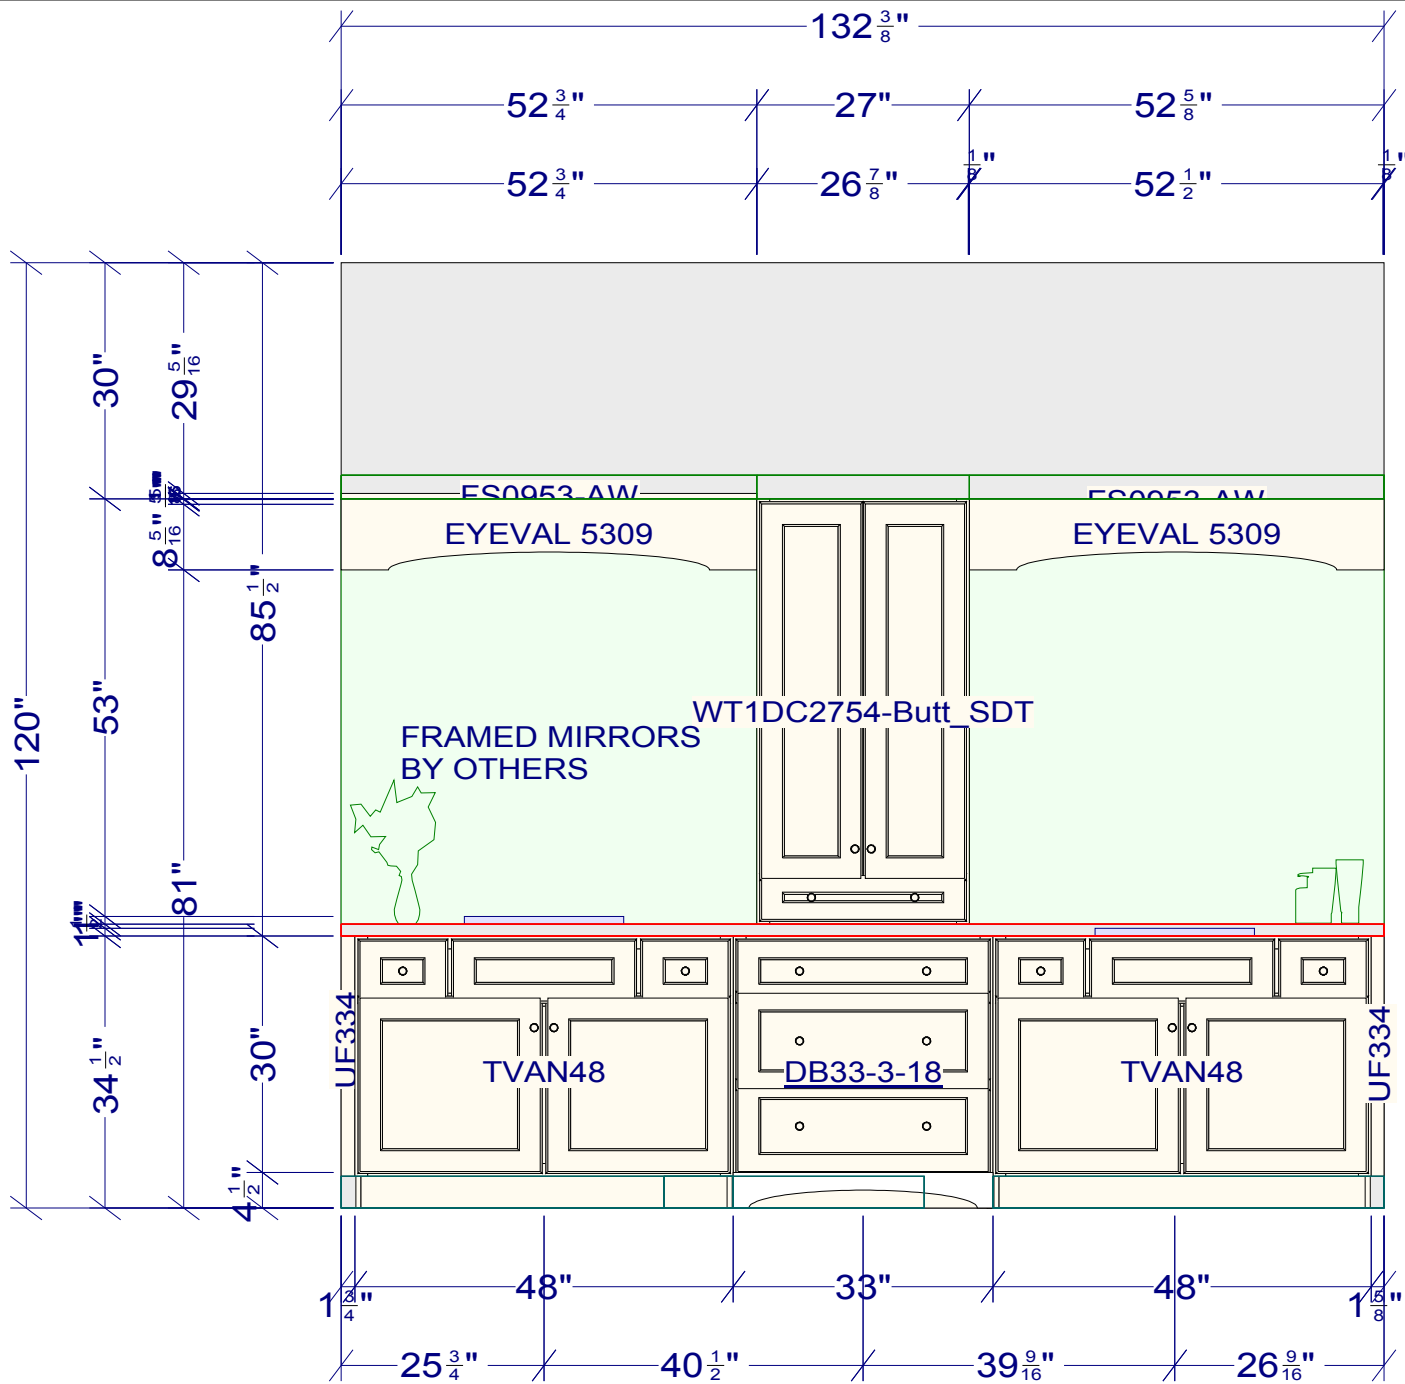 132 3/8"
52 3/4"
27"
52 5/8"
52 3/4"
26 7/8"
1/8"
52 1/2"
1/8"
120"
30"
29 5/16"
8 5/16"
85 1/2"
53"
81"
34 1/2"
30"
4 1/2"
FS0953-AW
FS0953-AW
EYEVAL 5309
EYEVAL 5309
WT1DC2754-Butt_SDT
FRAMED MIRRORS
BY OTHERS
UF334
TVAN48
DB33-3-18
TVAN48
UF334
1 3/4"
48"
33"
48"
1 5/8"
25 3/4"
40 1/2"
39 9/16"
26 9/16"